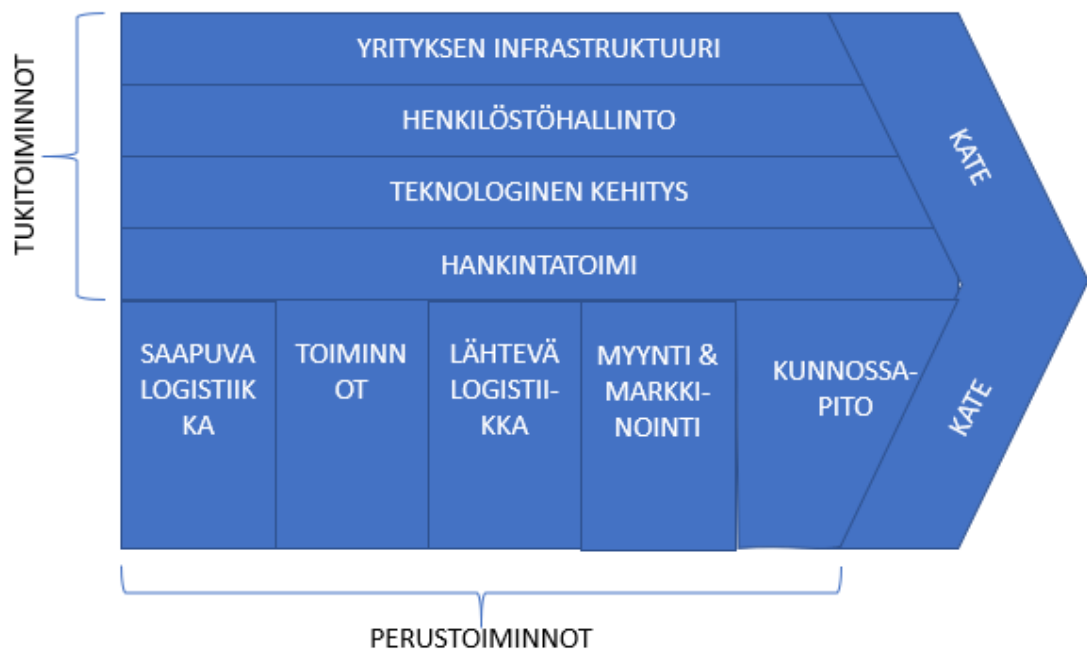 TUKITOIMINNOT
YRITYKSEN INFRASTRUKTUURI
HENKILÖSTÖHALLINTO
TEKNOLOGINEN KEHITYS
HANKINTATOIMI
KATE
SAAPUVA
LOGISTIIK
KA
TOIMINN
OT
LÄHTEVÄ
LOGISTII-
KKA
MYYNTI &
MARKKI-
NOINTI
KUNNOSSA-
PITO
KATE
PERUSTOIMINNOT